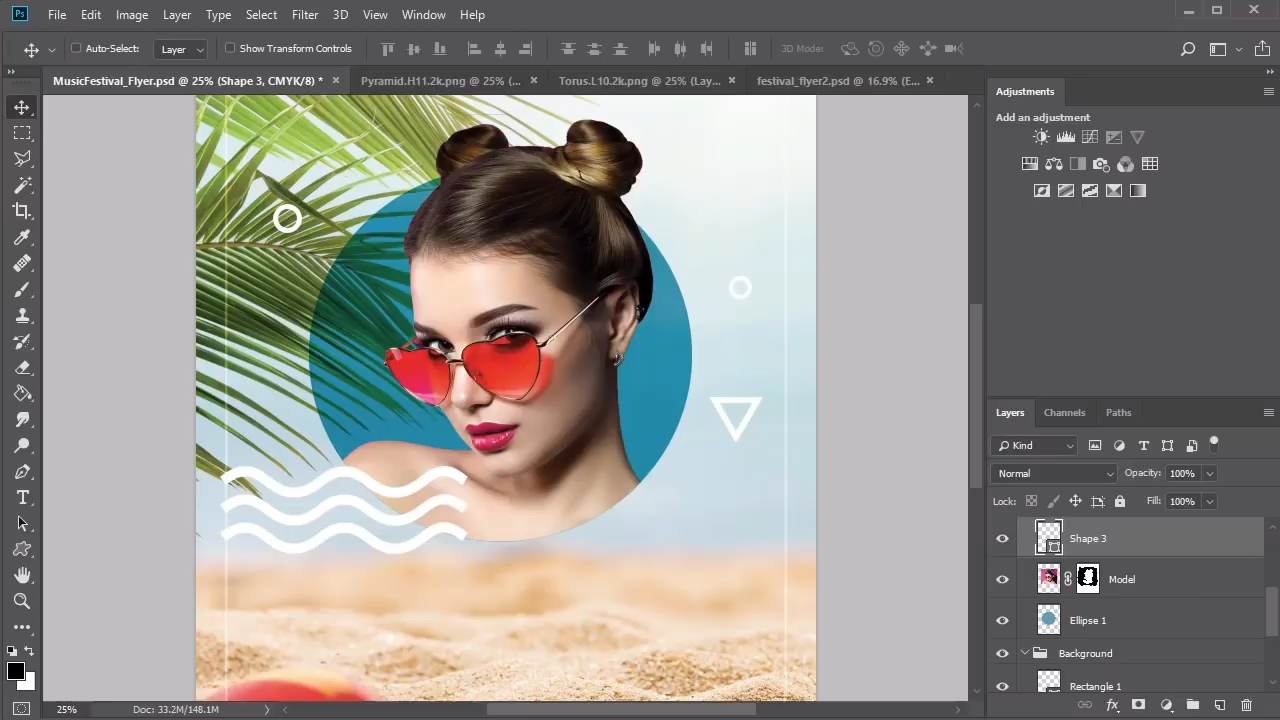 Ps File Edit Image Layer Type Select Filter 3D View Window Help
Auto-Select: Layer Show Transform Controls 3D Mode:
MusicFestival_Flyer.psd @ 25% (Shape 3, CMYK/8) * Pyramid.H11.2k.png @ 25% (... Torus.L10.2k.png @ 25% (Lay... festival_flyer2.psd @ 16.9% (E...
Adjustments
Add an adjustment
Layers Channels Paths
Kind
Normal Opacity: 100%
Lock: Fill: 100%
Shape 3
Model
Ellipse 1
Background
Rectangle 1
25% Doc: 33.2M/148.1M